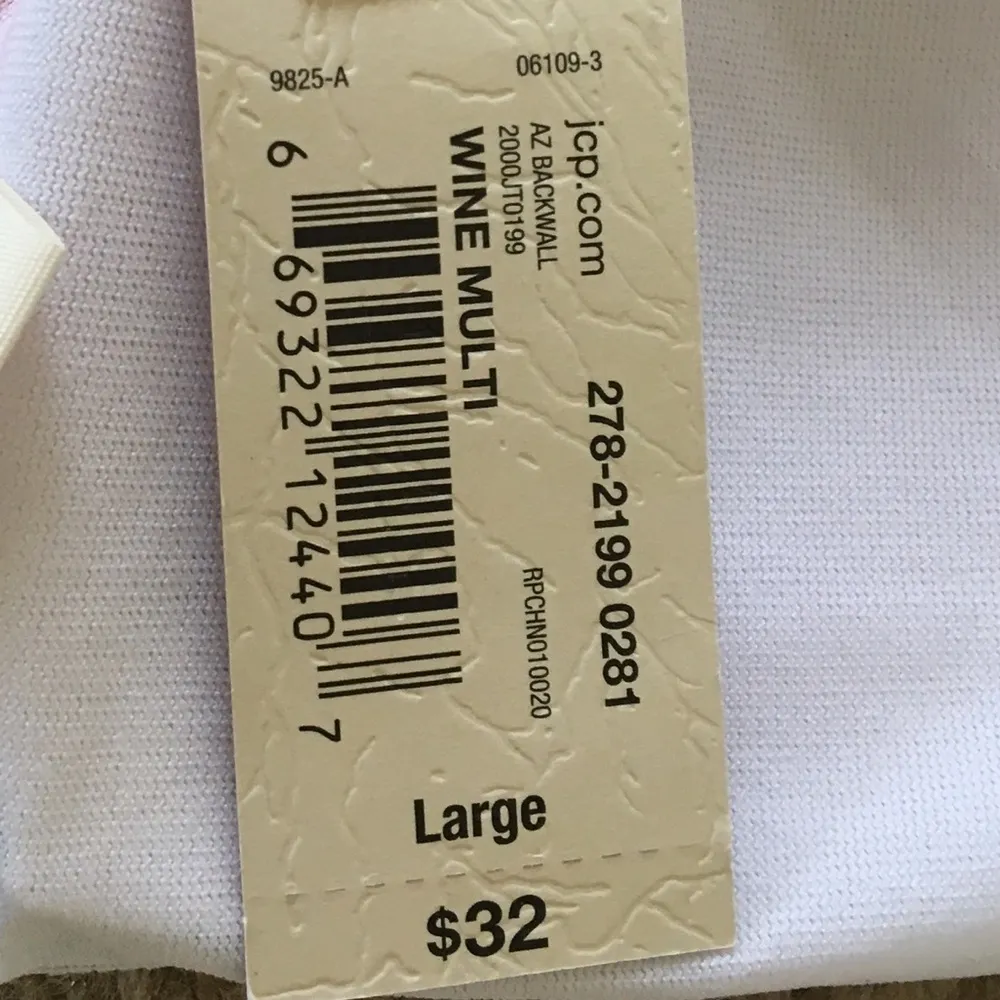 9825-A
06109-3
jcp.com 278-2199 0281
AZ BACKWALL
2000JT0199 RPCHN010020
WINE MULTI
6 69322 12440 7
Large
$32